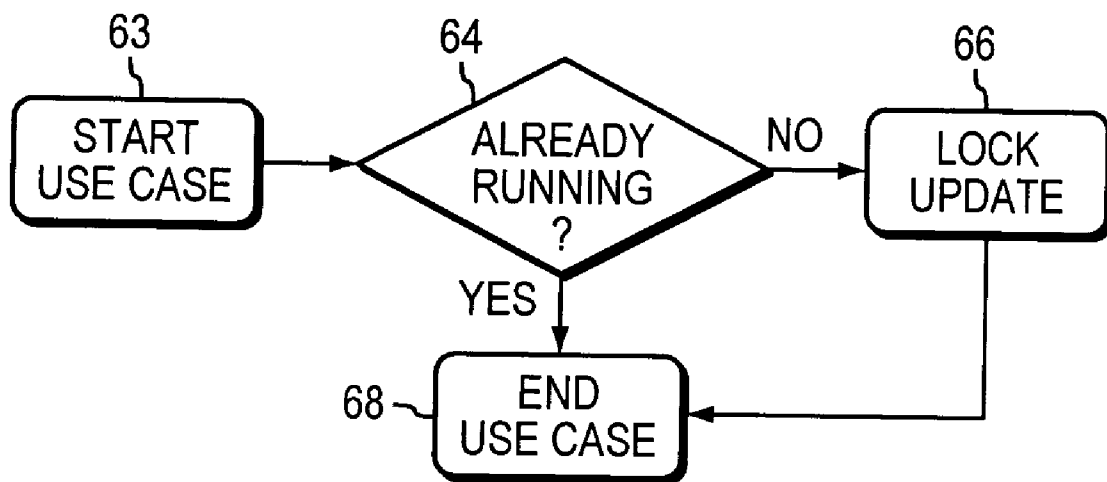 63
START
USE CASE
64
ALREADY
RUNNING
?
NO
66
LOCK
UPDATE
YES
68
END
USE CASE